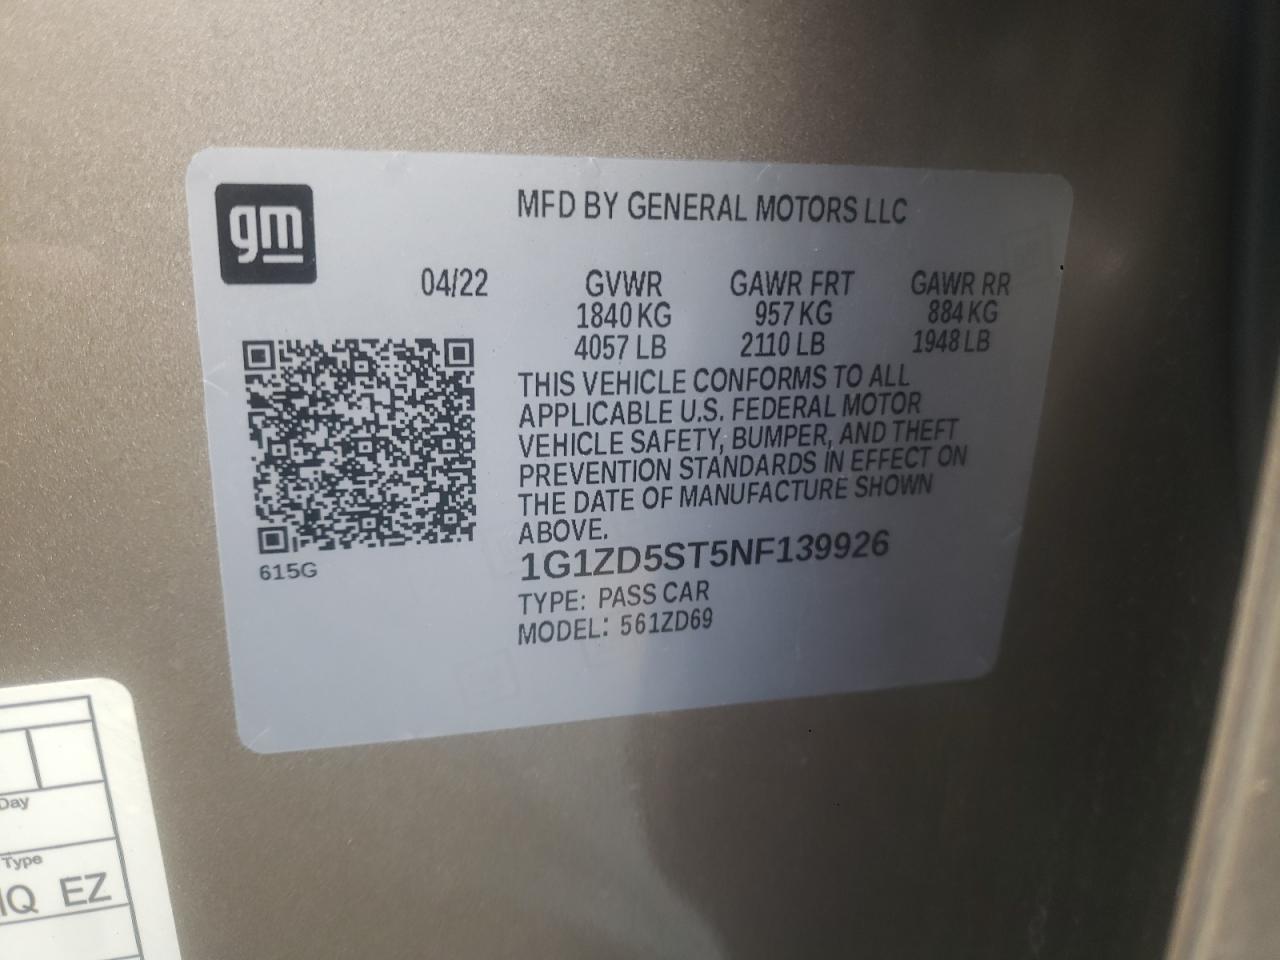 gm
MFD BY GENERAL MOTORS LLC
04/22 GVWR GAWR FRT GAWR RR
1840 KG 957 KG 884 KG
4057 LB 2110 LB 1948 LB
THIS VEHICLE CONFORMS TO ALL
APPLICABLE U.S. FEDERAL MOTOR
VEHICLE SAFETY, BUMPER, AND THEFT
PREVENTION STANDARDS IN EFFECT ON
THE DATE OF MANUFACTURE SHOWN
ABOVE.
1G1ZD5ST5NF139926
615G
TYPE: PASS CAR
MODEL: 561ZD69
Day
Type
EZ